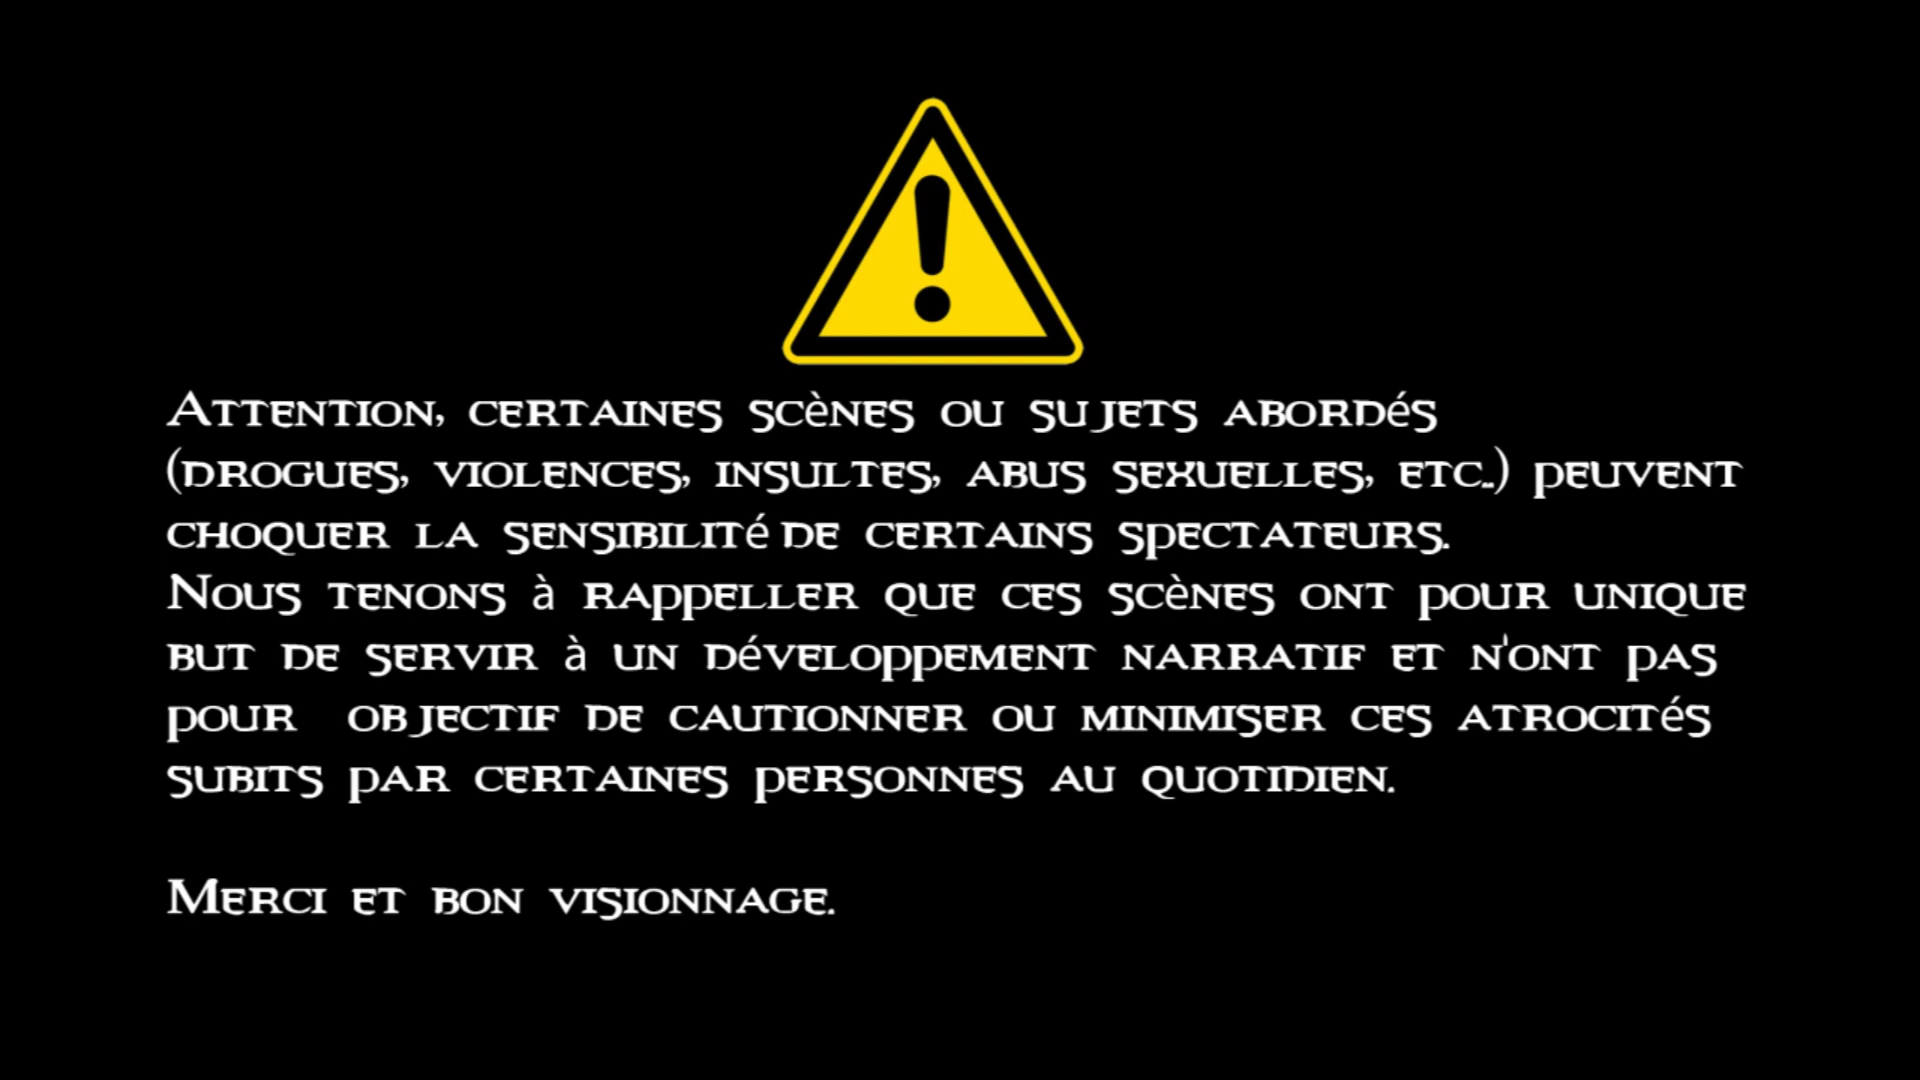 Attention, certaines scènes ou sujets abordés
(drogues, violences, insultes, abus sexuelles, etc..) peuvent
choquer la sensibilité de certains spectateurs.
Nous tenons à rappeller que ces scènes ont pour unique
but de servir à un développement narratif et n'ont pas
pour objectif de cautionner ou minimiser ces atrocités
subits par certaines personnes au quotidien.
Merci et bon visionnage.